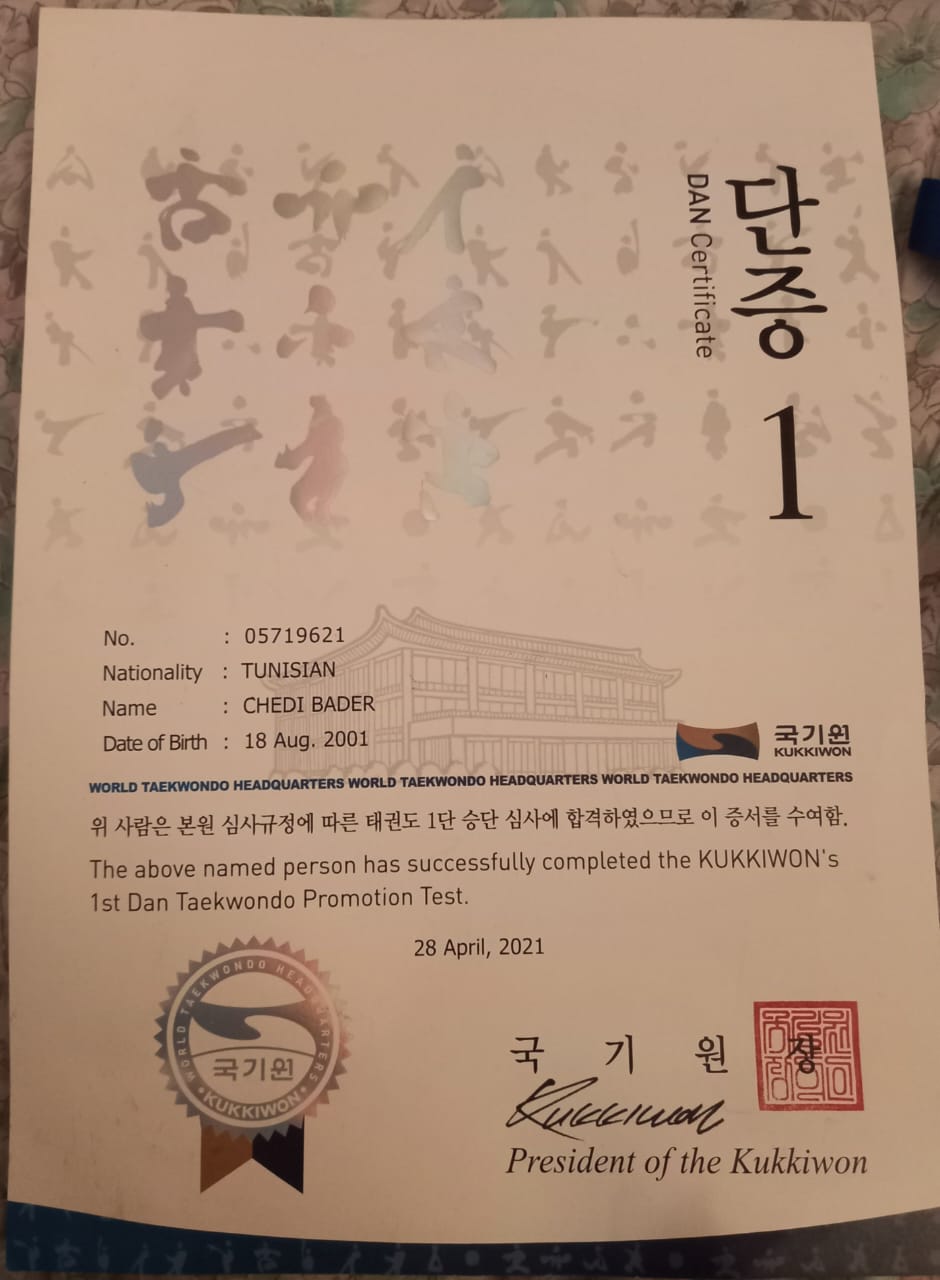 단증
DAN Certificate
1
No. : 05719621
Nationality : TUNISIAN
Name : CHEDI BADER
Date of Birth : 18 Aug. 2001
국기원
KUKKIWON
WORLD TAEKWONDO HEADQUARTERS WORLD TAEKWONDO HEADQUARTERS WORLD TAEKWONDO HEADQUARTERS
위 사람은 본원 심사규정에 따른 태권도 1단 승단 심사에 합격하였으므로 이 증서를 수여함.
The above named person has successfully completed the KUKKIWON's
1st Dan Taekwondo Promotion Test.
28 April, 2021
WORLD TAEKWONDO HEADQUARTERS
국기원
• KUKKIWON •
국 기 원 장
Kukkiwon
President of the Kukkiwon